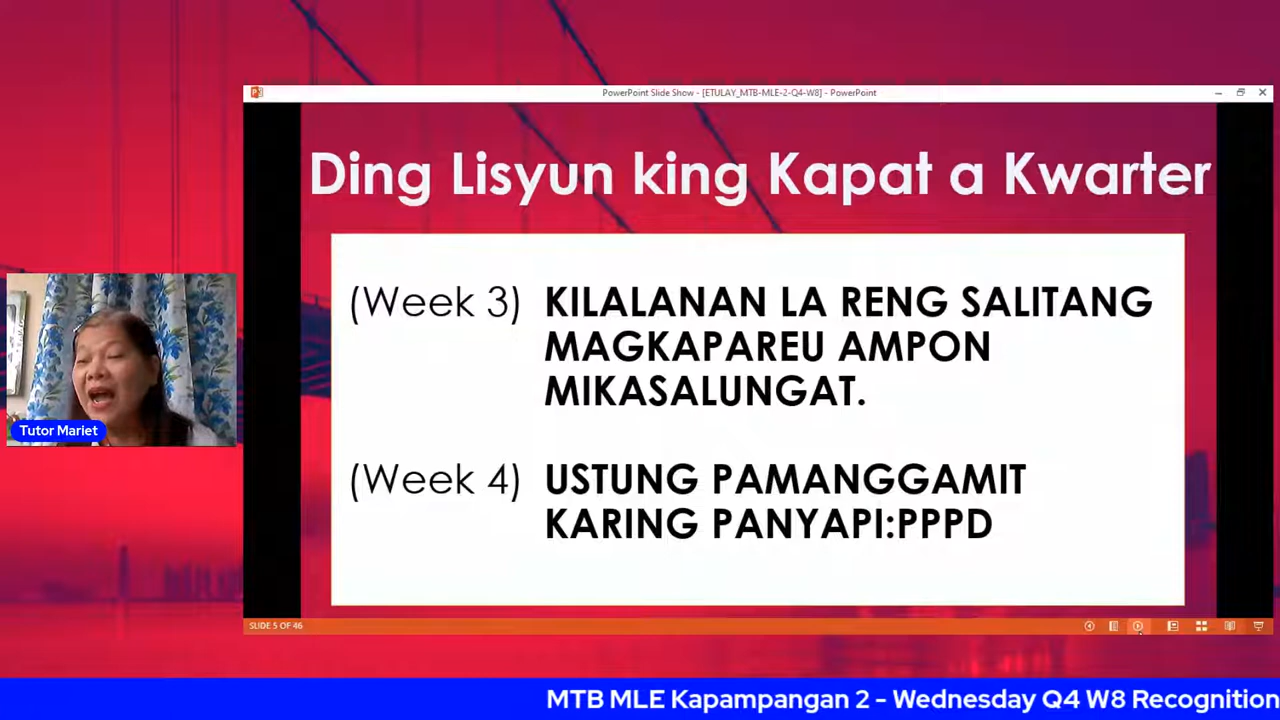 PowerPoint Slide Show - [ETULAY_MTB-MLE-2-Q4-W8] - PowerPoint
Ding Lisyun king Kapat a Kwarter
(Week 3) KILALANAN LA RENG SALITANG
MAGKAPAREU AMPON
MIKASALUNGAT.
(Week 4) USTUNG PAMANGGAMIT
KARING PANYAPI:PPPD
Tutor Mariet
SLIDE 5 OF 46
MTB MLE Kapampangan 2 - Wednesday Q4 W8 Recognition